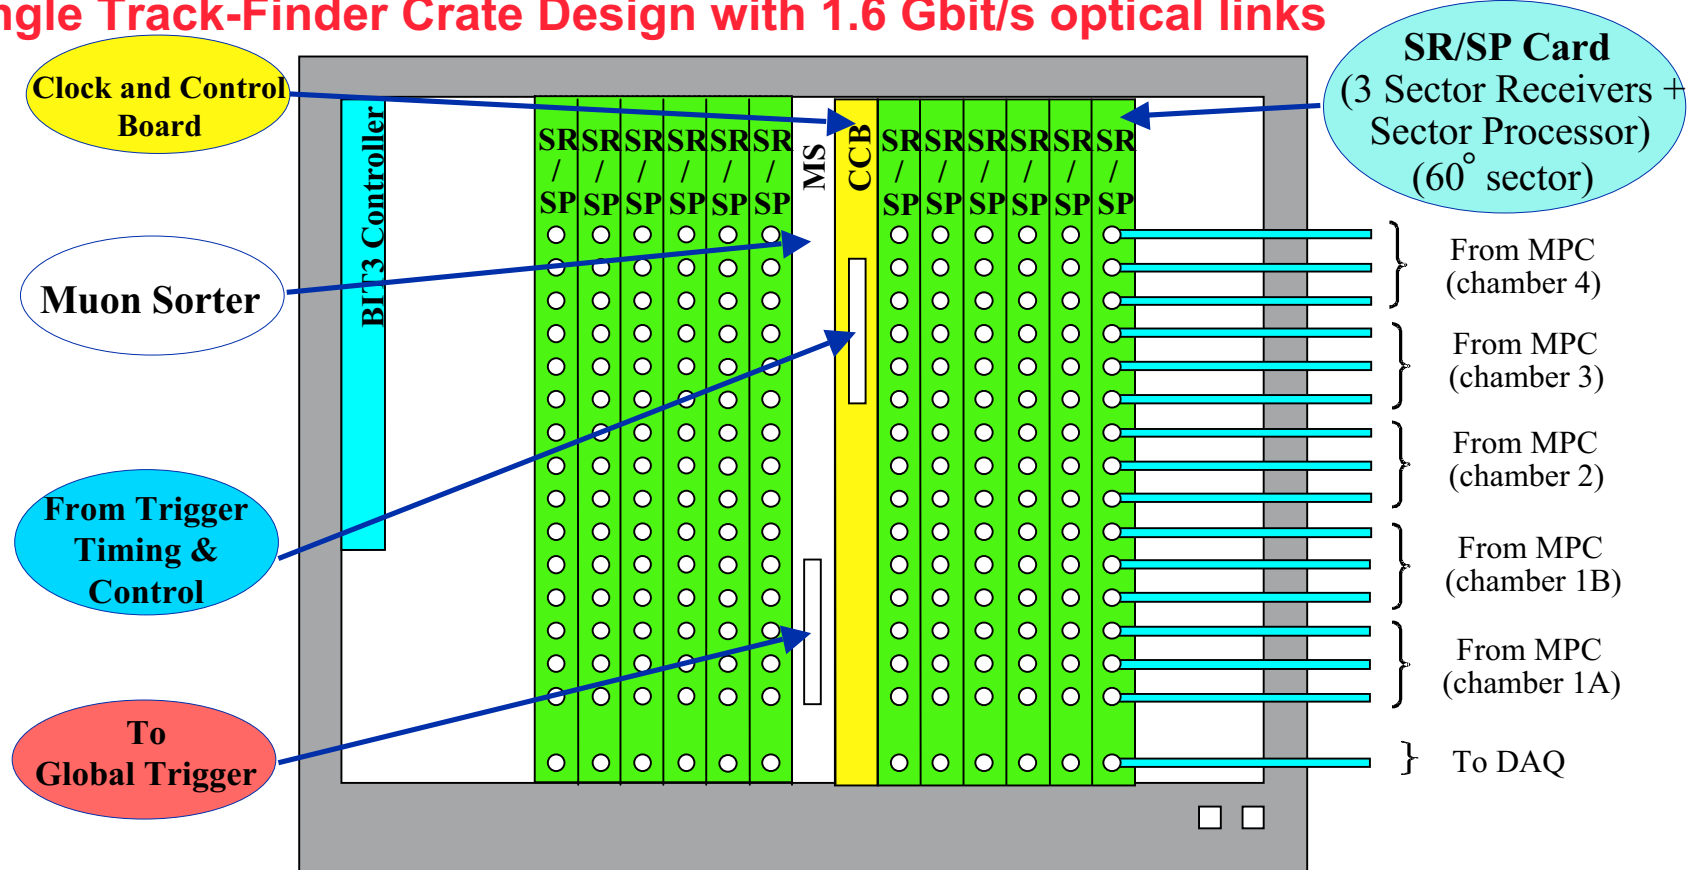 ngle Track-Finder Crate Design with 1.6 Gbit/s optical links
Clock and Control
Board
Muon Sorter
From Trigger
Timing &
Control
To
Global Trigger
BIT3 Controller
SR
/
SP
SR
/
SP
SR
/
SP
SR
/
SP
SR
/
SP
SR
/
SP
MS
CCB
SR
/
SP
SR
/
SP
SR
/
SP
SR
/
SP
SR
/
SP
SR
/
SP
SR/SP Card
(3 Sector Receivers +
Sector Processor)
(60° sector)
From MPC
(chamber 4)
From MPC
(chamber 3)
From MPC
(chamber 2)
From MPC
(chamber 1B)
From MPC
(chamber 1A)
To DAQ